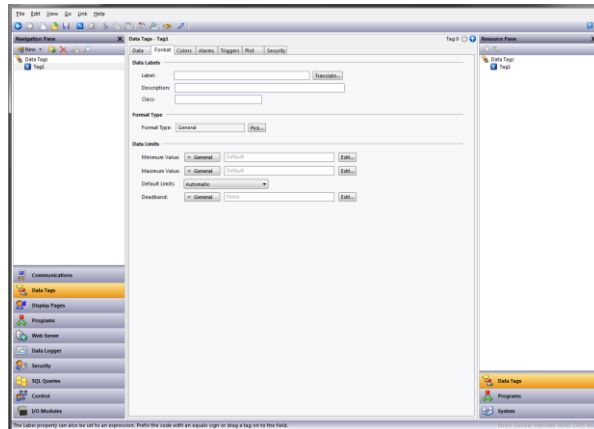 File Edit View Go Link Help
Navigation Pane
Data Tags - Tag1
Tag 0
Resource Pane
New
Data Format Colors Alarms Triggers Plot Security
Data Tags
Tag1
Data Tags
Tag1
Data Labels
Label:
Translate...
Description:
Class:
Format Type
Format Type: General Pick...
Data Limits
Minimum Value: General Default Edit...
Maximum Value: General Default Edit...
Default Limits: Automatic
Deadband: General None Edit...
Communications
Data Tags
Display Pages
Programs
Web Server
Data Logger
Security
SQL Queries
Control
I/O Modules
Data Tags
Programs
System
The Label property can also be set to an expression. Prefix the code with an equals sign or drag a tag on to the field.